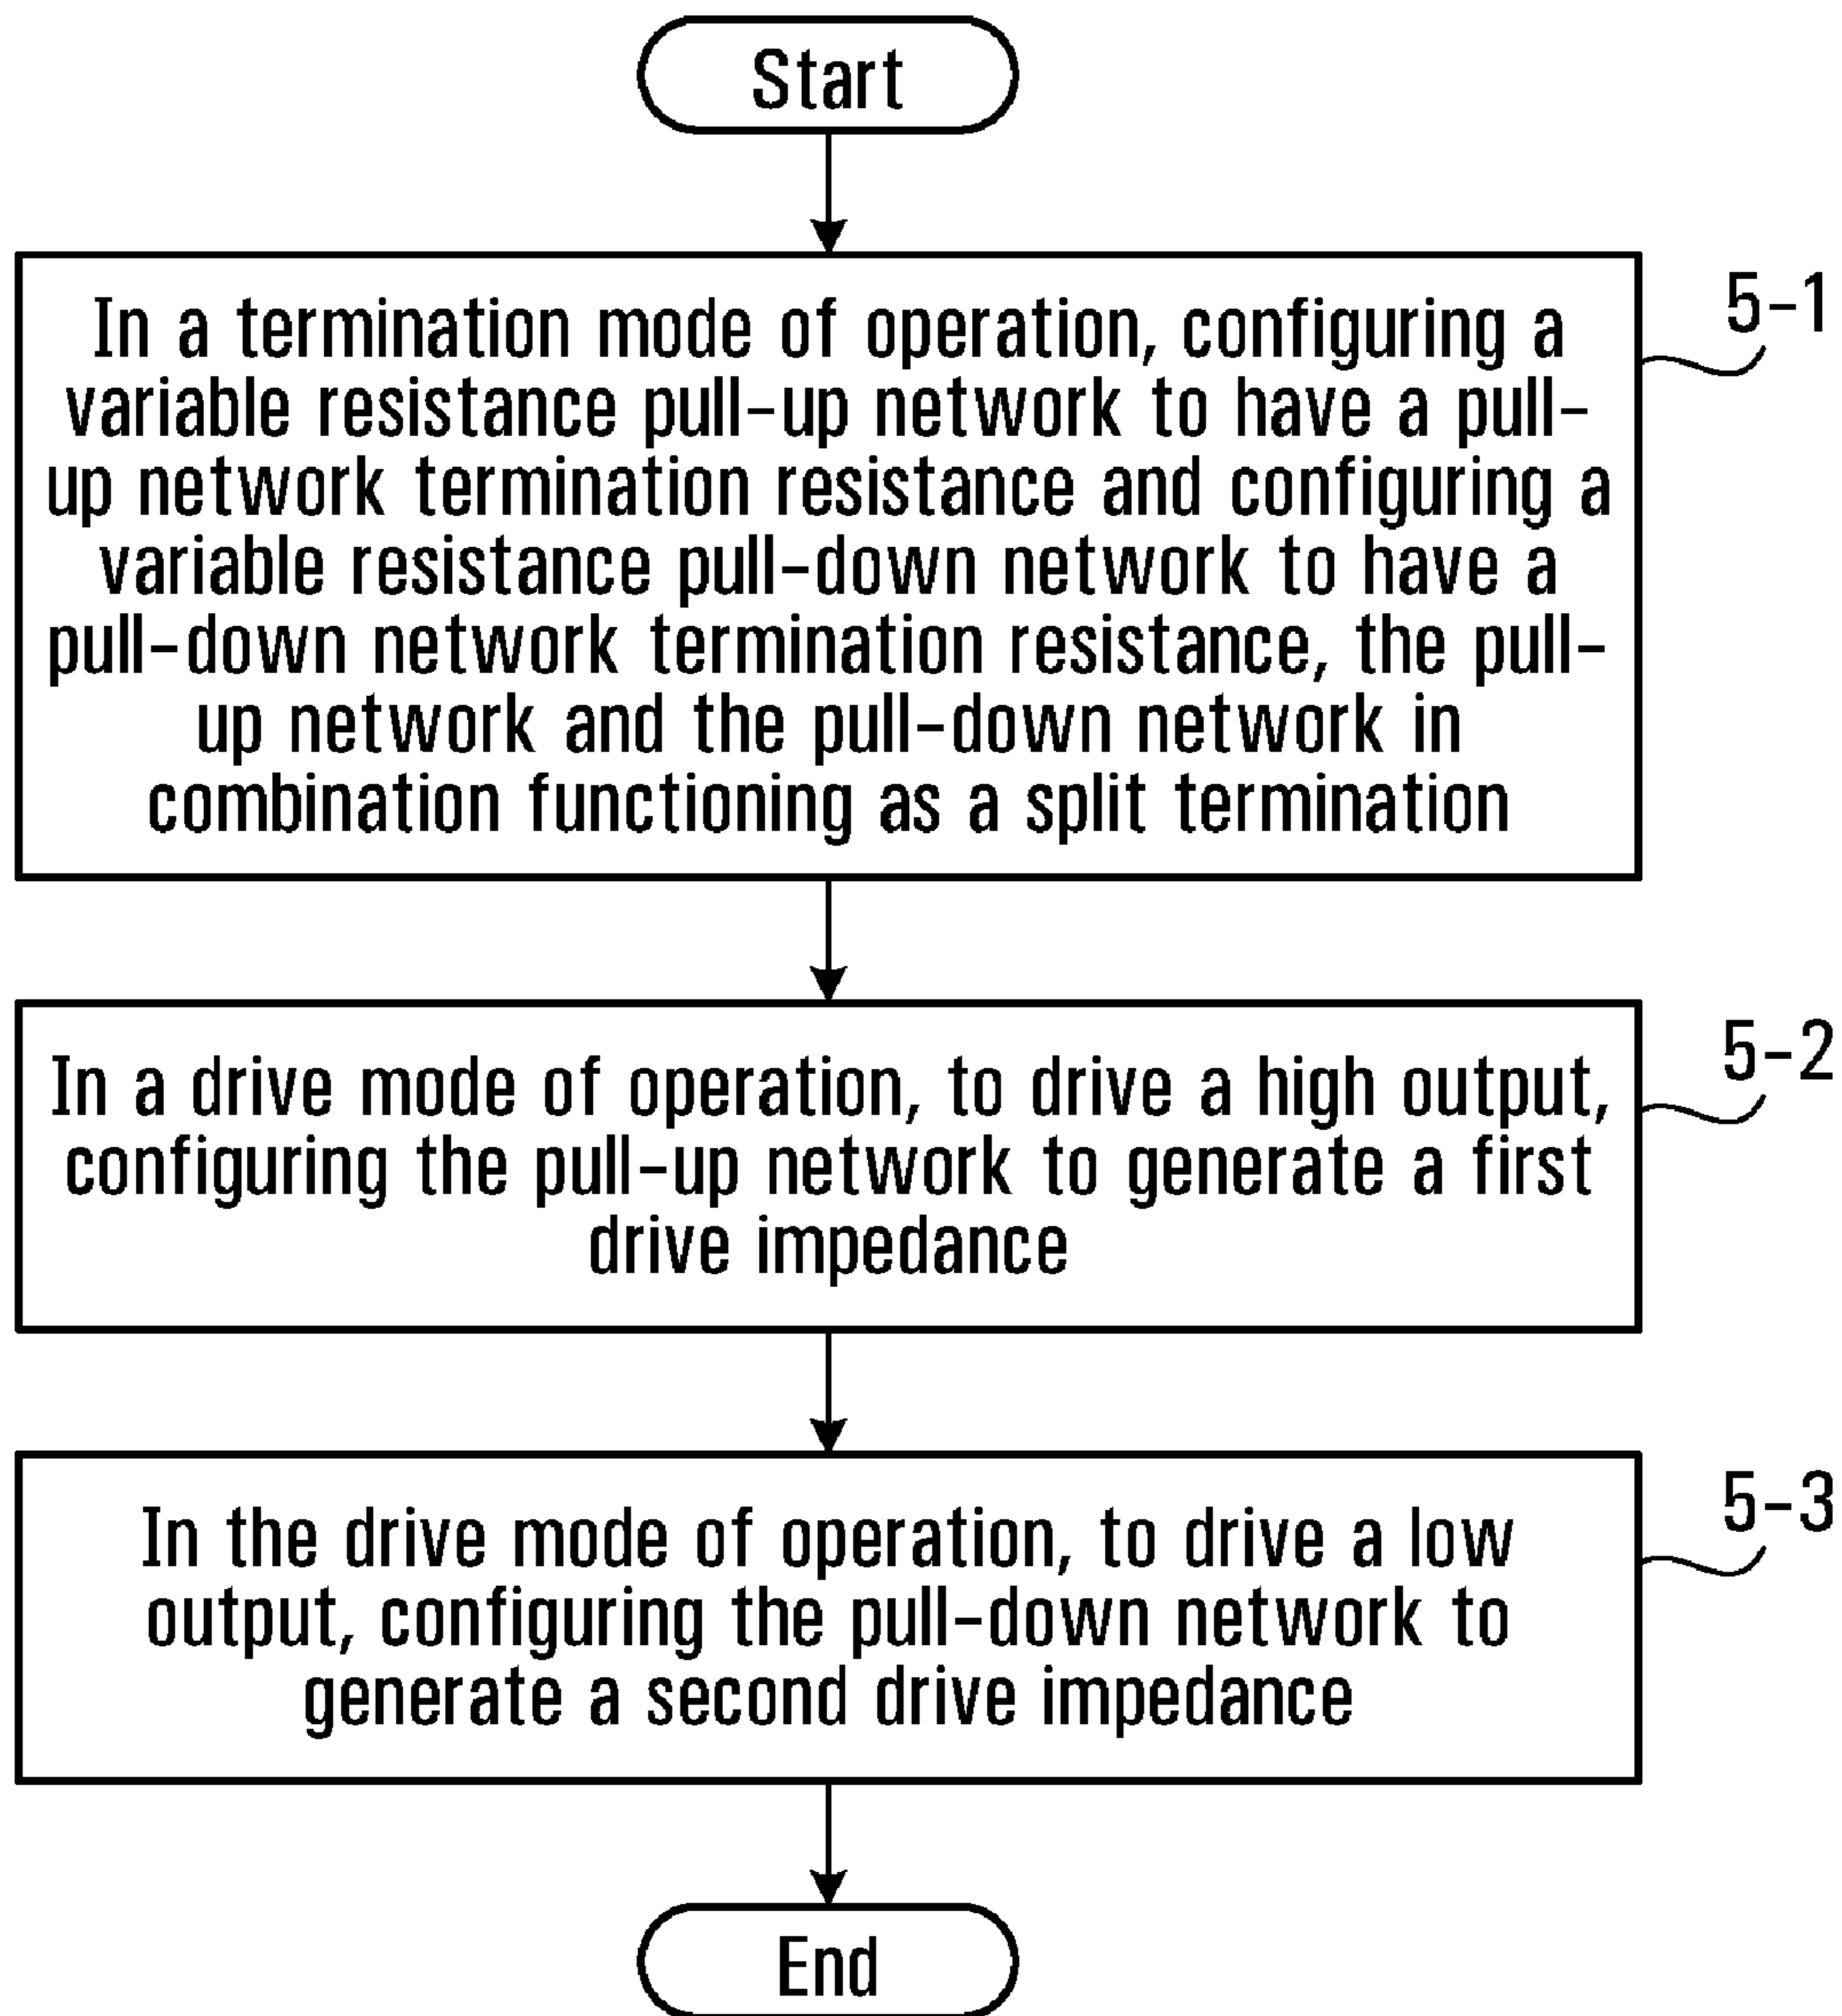 Start
In a termination mode of operation, configuring a
variable resistance pull-up network to have a pull-
up network termination resistance and configuring a
variable resistance pull-down network to have a
pull-down network termination resistance, the pull-
up network and the pull-down network in
combination functioning as a split termination
5-1
In a drive mode of operation, to drive a high output,
configuring the pull-up network to generate a first
drive impedance
5-2
In the drive mode of operation, to drive a low
output, configuring the pull-down network to
generate a second drive impedance
5-3
End